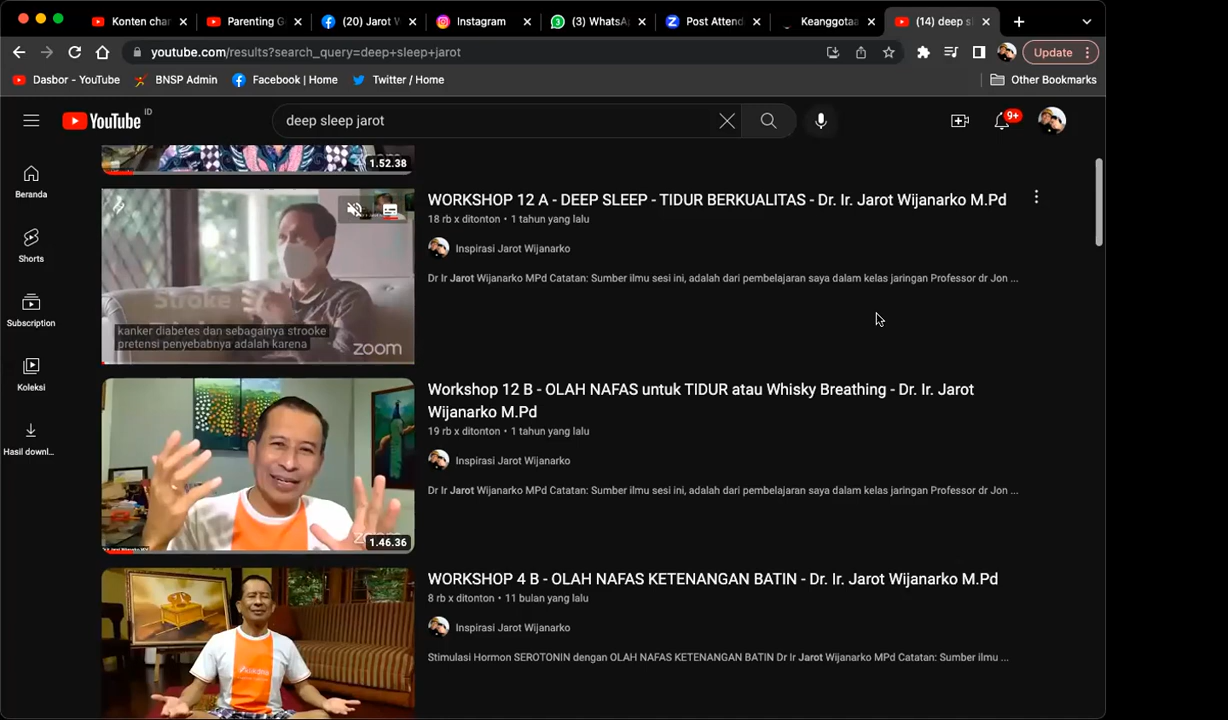 Konten char
Parenting G
(20) Jarot W
Instagram
(3) WhatsA
Post Attend
Keanggotaa
(14) deep s
youtube.com/results?search_query=deep+sleep+jarot
Update
Dasbor - YouTube
BNSP Admin
Facebook | Home
Twitter / Home
Other Bookmarks
YouTube
ID
deep sleep jarot
9+
Beranda
Shorts
Subscription
Koleksi
Hasil downl...
1.52.38
WORKSHOP 12 A - DEEP SLEEP - TIDUR BERKUALITAS - Dr. Ir. Jarot Wijanarko M.Pd
18 rb x ditonton • 1 tahun yang lalu
Inspirasi Jarot Wijanarko
Dr Ir Jarot Wijanarko MPd Catatan: Sumber ilmu sesi ini, adalah dari pembelajaran saya dalam kelas jaringan Professor dr Jon ...
Stroke
kanker diabetes dan sebagainya strooke
pretensi penyebabnya adalah karena
zoom
Workshop 12 B - OLAH NAFAS untuk TIDUR atau Whisky Breathing - Dr. Ir. Jarot
Wijanarko M.Pd
19 rb x ditonton • 1 tahun yang lalu
Inspirasi Jarot Wijanarko
Dr Ir Jarot Wijanarko MPd Catatan: Sumber ilmu sesi ini, adalah dari pembelajaran saya dalam kelas jaringan Professor dr Jon ...
1.46.36
WORKSHOP 4 B - OLAH NAFAS KETENANGAN BATIN - Dr. Ir. Jarot Wijanarko M.Pd
8 rb x ditonton • 11 bulan yang lalu
Inspirasi Jarot Wijanarko
Stimulasi Hormon SEROTONIN dengan OLAH NAFAS KETENANGAN BATIN Dr Ir Jarot Wijanarko MPd Catatan: Sumber ilmu ...